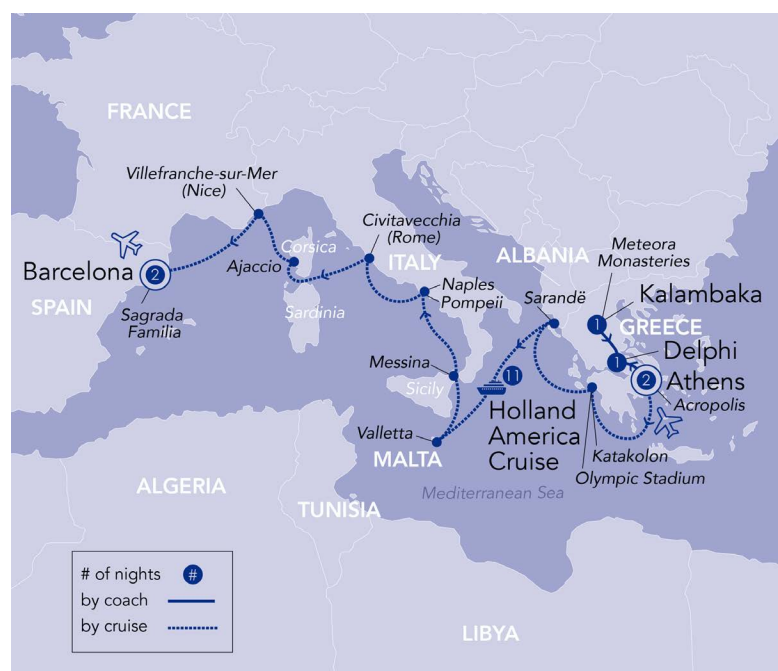 FRANCE
Villefranche-sur-Mer
(Nice)
Civitavecchia
(Rome)
Corsica
Ajaccio
ITALY
ALBANIA
Meteora
Monasteries
Barcelona
2
SPAIN
Sagrada
Familia
Sardinia
Naples
Pompeii
Sarandë
Kalambaka
1
GREECE
Delphi
1
Athens
2
Acropolis
Messina
Sicily
11
Holland
America
Cruise
Valletta
MALTA
Katakolon
Olympic Stadium
Mediterranean Sea
ALGERIA
TUNISIA
LIBYA
# of nights #
by coach
by cruise